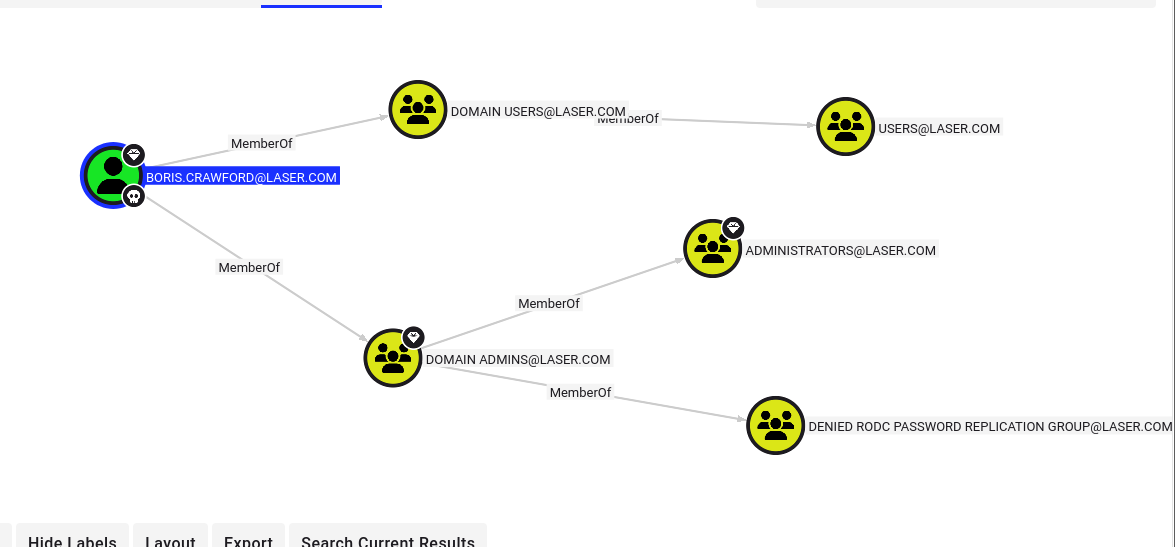 DOMAIN USERS@LASER.COM
MemberOf
USERS@LASER.COM
MemberOf
BORIS.CRAWFORD@LASER.COM
ADMINISTRATORS@LASER.COM
MemberOf
MemberOf
DOMAIN ADMINS@LASER.COM
MemberOf
DENIED RODC PASSWORD REPLICATION GROUP@LASER.COM
Hide Labels
Layout
Export
Search Current Results